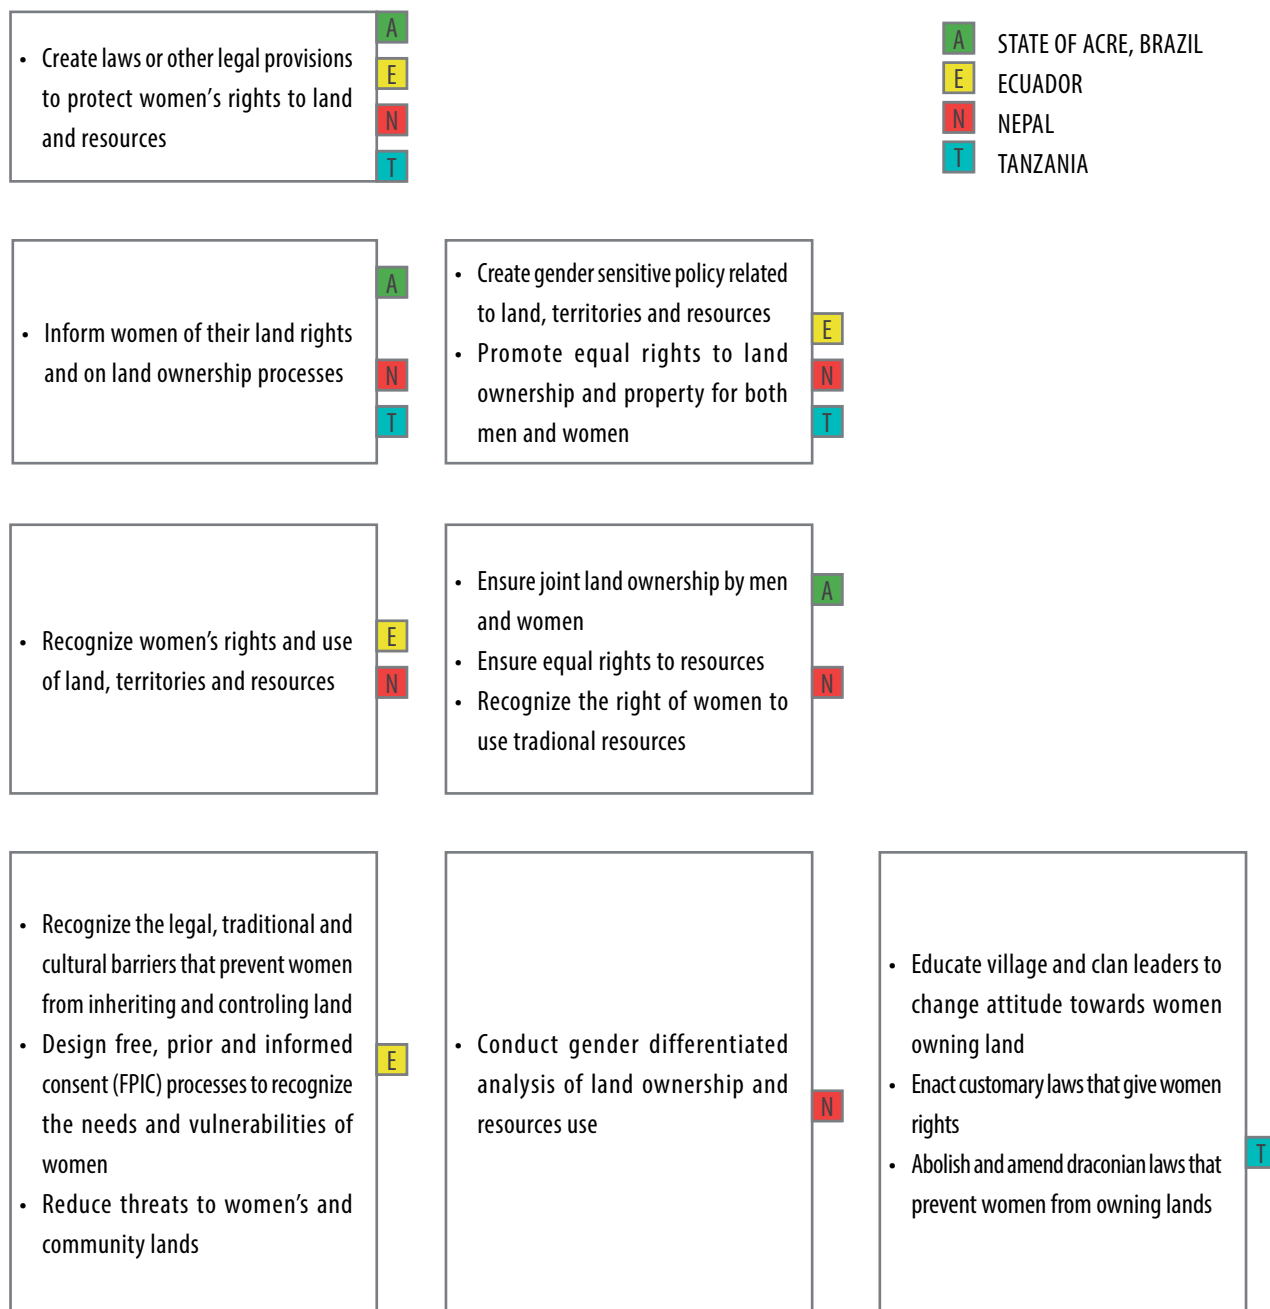 • Create laws or other legal provisions
to protect women’s rights to land
and resources
A
E
N
T
A STATE OF ACRE, BRAZIL
E ECUADOR
N NEPAL
T TANZANIA
• Inform women of their land rights
and on land ownership processes
A
N
T
• Create gender sensitive policy related
to land, territories and resources
• Promote equal rights to land
ownership and property for both
men and women
E
N
T
• Recognize women’s rights and use
of land, territories and resources
E
N
• Ensure joint land ownership by men
and women
• Ensure equal rights to resources
• Recognize the right of women to
use tradional resources
A
N
• Recognize the legal, traditional and
cultural barriers that prevent women
from inheriting and controling land
• Design free, prior and informed
consent (FPIC) processes to recognize
the needs and vulnerabilities of
women
• Reduce threats to women’s and
community lands
E
• Conduct gender differentiated
analysis of land ownership and
resources use
N
• Educate village and clan leaders to
change attitude towards women
owning land
• Enact customary laws that give women
rights
• Abolish and amend draconian laws that
prevent women from owning lands
T